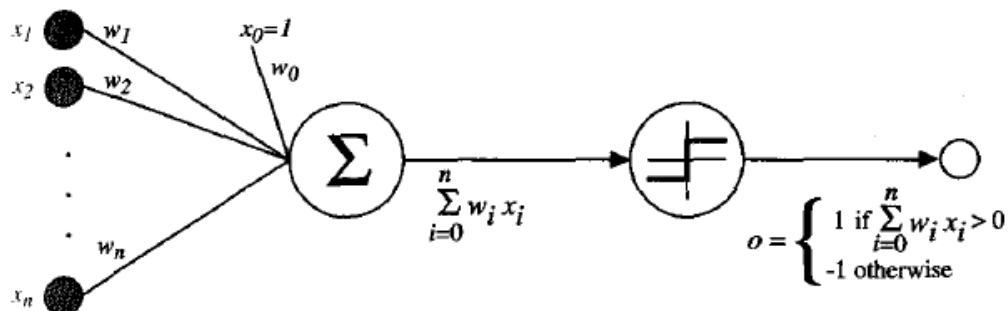 x₁ w₁
x₀=1
w₀
x₂ w₂
Σ
n
Σ wᵢ xᵢ
i=0
wₙ
xₙ
o = { 1 if n Σ i=0 wᵢ xᵢ > 0
-1 otherwise